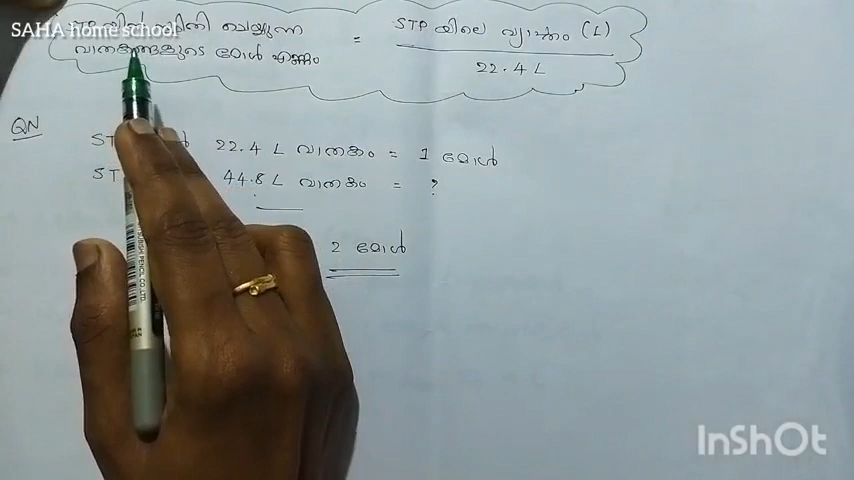 SAHA home school
സ്ഥിതി ചെയ്യുന്ന
വാതകങ്ങളുടെ മോൾ എണ്ണം = STP യിലെ വ്യാപ്തം (L)
22.4 L
QN
22.4 L വാതകം = 1 മോൾ
44.8 L വാതകം = ?
2 മോൾ
InShOt